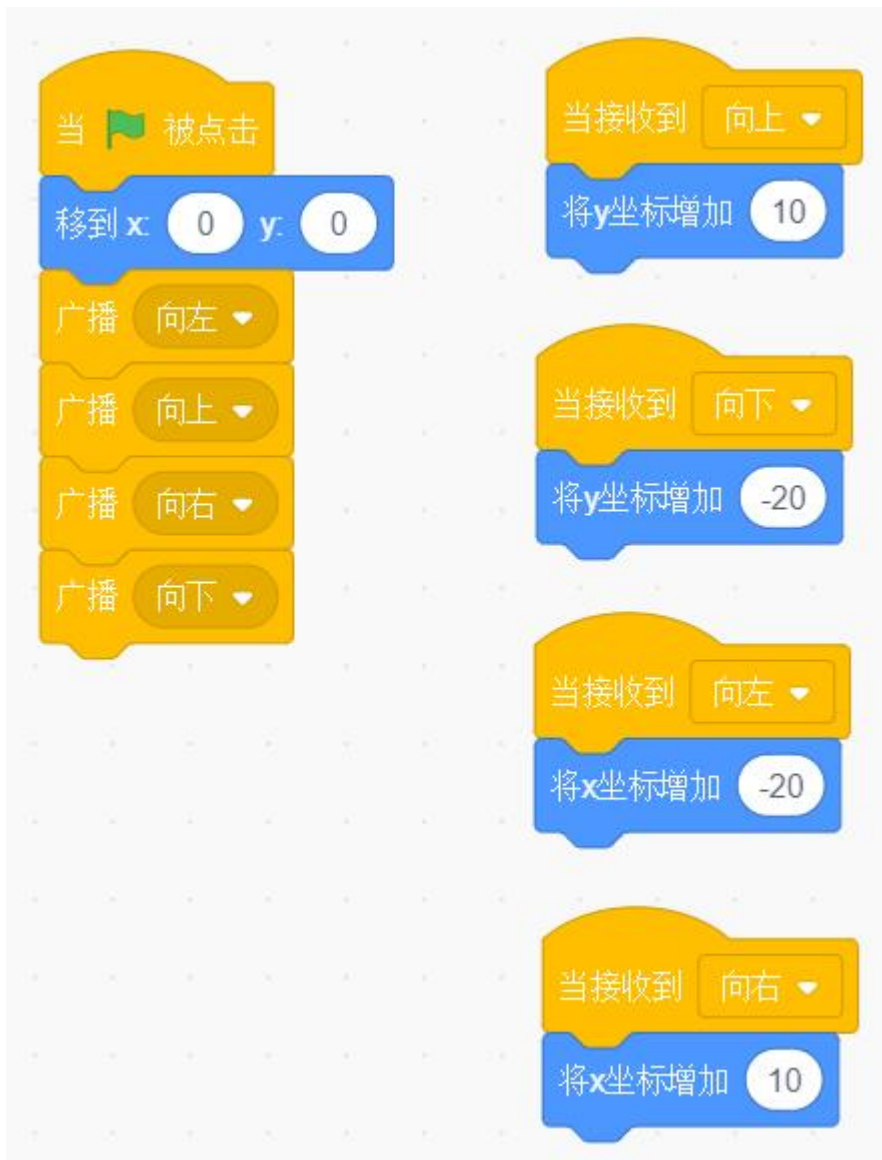 当 被点击
移到 x: 0 y: 0
广播 向左
广播 向上
广播 向右
广播 向下
当接收到 向上
将y坐标增加 10
当接收到 向下
将y坐标增加 -20
当接收到 向左
将x坐标增加 -20
当接收到 向右
将x坐标增加 10